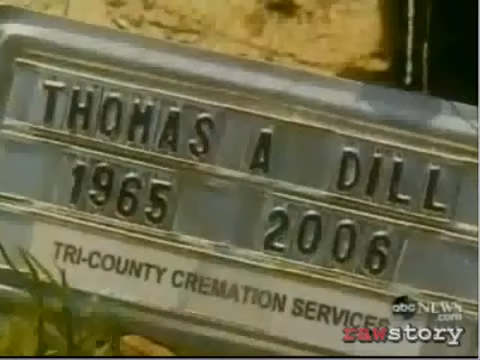 THOMAS A DILL
1965 2006
TRI-COUNTY CREMATION SERVICES
abc NEWS
.com
rawstory